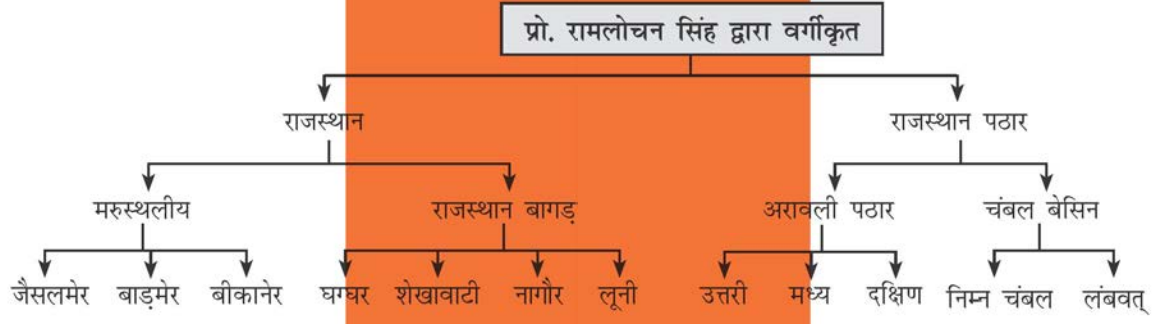 प्रो. रामलोचन सिंह द्वारा वर्गीकृत
राजस्थान राजस्थान पठार
मरुस्थलीय राजस्थान बागड़ अरावली पठार चंबल बेसिन
जैसलमेर बाड़मेर बीकानेर घग्घर शेखावाटी नागौर लूनी उत्तरी मध्य दक्षिण निम्न चंबल लंबवत्